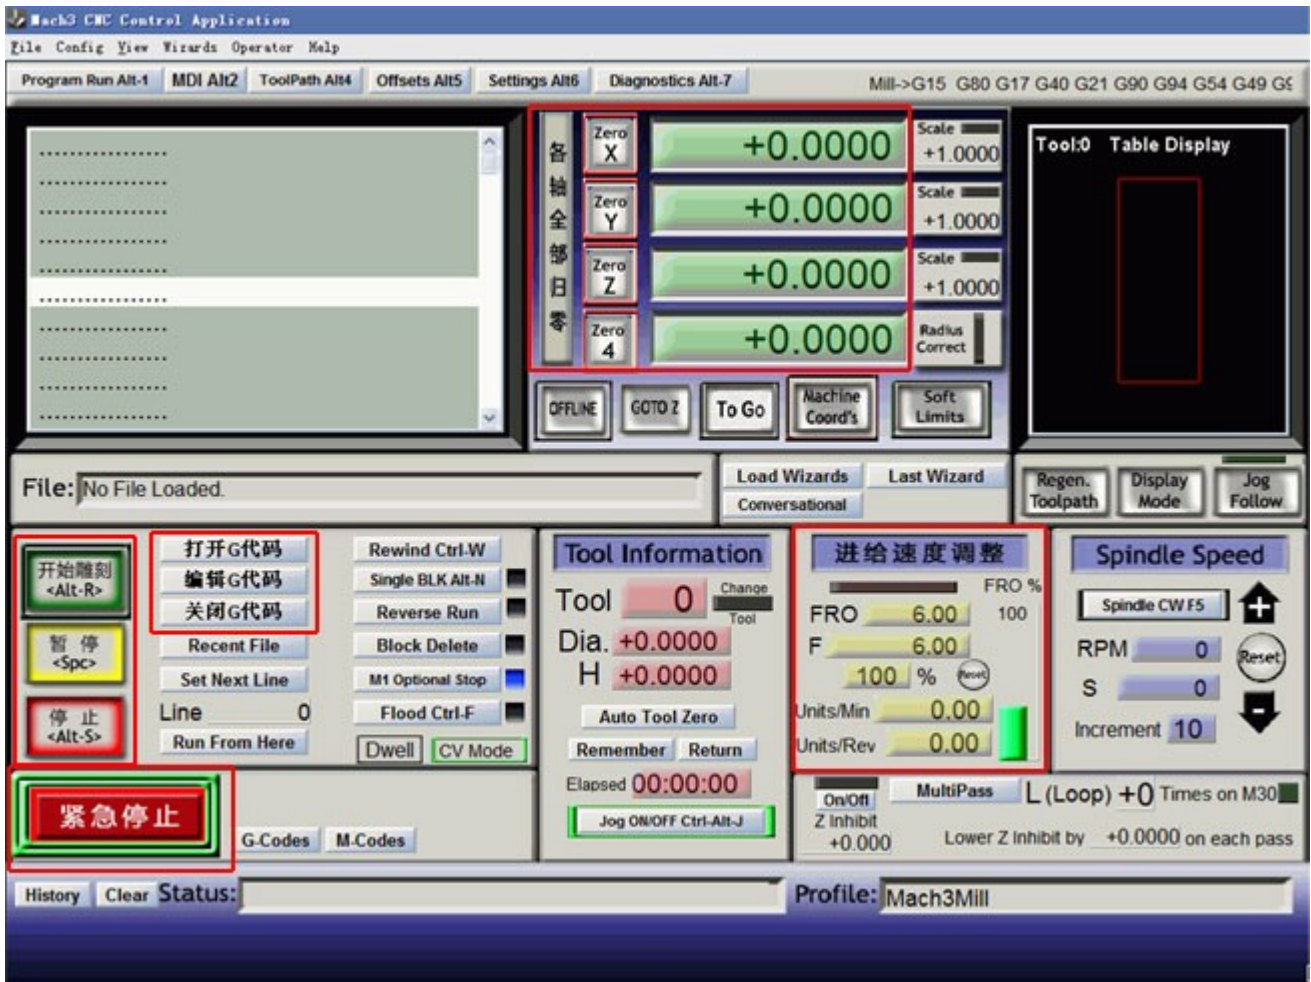 Mach3 CNC Control Application
File Config View Wizards Operator Help
Program Run Alt-1 MDI Alt2 ToolPath Alt4 Offsets Alt5 Settings Alt6 Diagnostics Alt-7 Mill->G15 G80 G17 G40 G21 G90 G94 G54 G49
各轴全部归零
Zero X +0.0000 Scale +1.0000
Zero Y +0.0000 Scale +1.0000
Zero Z +0.0000 Scale +1.0000
Zero 4 +0.0000 Radius Correct
Tool:0 Table Display
OFFLINE GOTO Z To Go Machine Coord's Soft Limits
File: No File Loaded.
Load Wizards Last Wizard
Conversational
Regen. Toolpath Display Mode Jog Follow
开始雕刻
<Alt-R>
暂 停
<Spc>
停 止
<Alt-S>
紧急停止
打开G代码
编辑G代码
关闭G代码
Recent File
Set Next Line
Line 0
Run From Here
Rewind Ctrl-W
Single BLK Alt-N
Reverse Run
Block Delete
M1 Optional Stop
Flood Ctrl-F
Dwell CV Mode
G-Codes M-Codes
Tool Information
Tool 0 Change Tool
Dia. +0.0000
H +0.0000
Auto Tool Zero
Remember Return
Elapsed 00:00:00
Jog ON/OFF Ctrl-Alt-J
进给速度调整
FRO %
FRO 6.00 100
F 6.00
100 % Reset
Units/Min 0.00
Units/Rev 0.00
Spindle Speed
Spindle CW F5
RPM 0 Reset
S 0
Increment 10
On/Off MultiPass L (Loop) +0 Times on M30
Z Inhibit
+0.000 Lower Z Inhibit by +0.0000 on each pass
History Clear Status: Profile: Mach3Mill